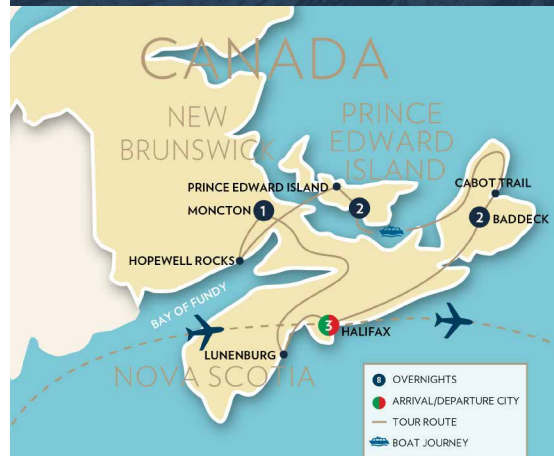 CANADA
NEW
BRUNSWICK
PRINCE
EDWARD
ISLAND
PRINCE EDWARD ISLAND
CABOT TRAIL
MONCTON
1
2
2
BADDECK
HOPEWELL ROCKS
BAY OF FUNDY
3
HALIFAX
LUNENBURG
NOVA SCOTIA
8 OVERNIGHTS
ARRIVAL/DEPARTURE CITY
TOUR ROUTE
BOAT JOURNEY